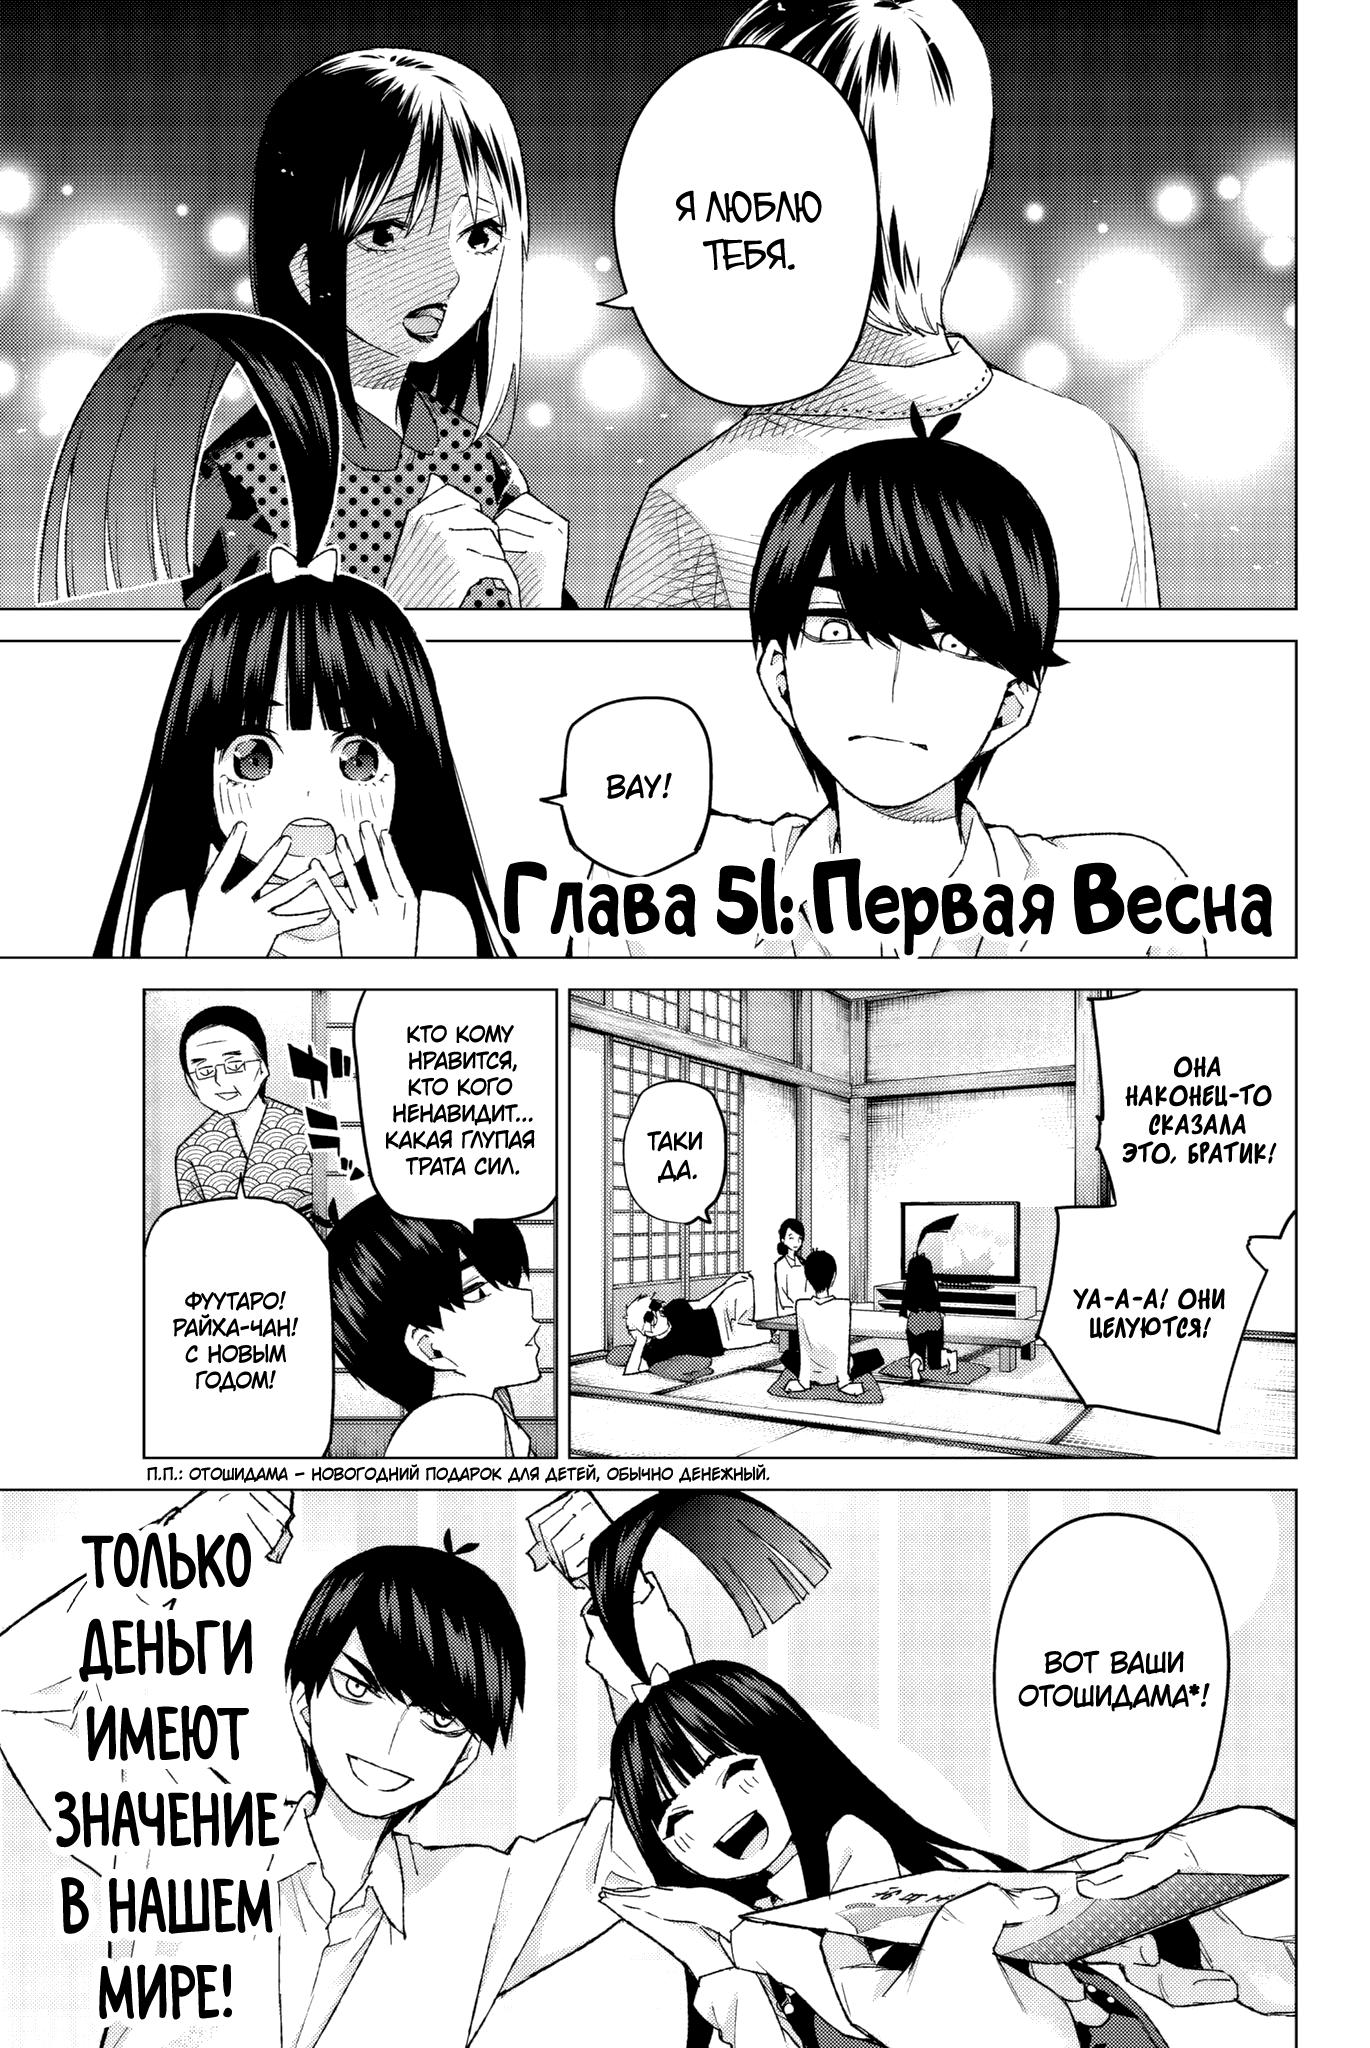 Я ЛЮБЛЮ
ТЕБЯ.
ВАУ!
Глава 51: Первая Весна
ОНА
НАКОНЕЦ-ТО
СКАЗАЛА
ЭТО, БРАТИК!
УА-А-А! ОНИ
ЦЕЛУЮТСЯ!
ТАКИ
ДА.
КТО КОМУ
НРАВИТСЯ,
КТО КОГО
НЕНАВИДИТ...
КАКАЯ ГЛУПАЯ
ТРАТА СИЛ.
ФУУТАРО!
РАЙХА-ЧАН!
С НОВЫМ
ГОДОМ!
П.П.: ОТОШИДАМА – НОВОГОДНИЙ ПОДАРОК ДЛЯ ДЕТЕЙ, ОБЫЧНО ДЕНЕЖНЫЙ.
ВОТ ВАШИ
ОТОШИДАМА*!
ТОЛЬКО
ДЕНЬГИ
ИМЕЮТ
ЗНАЧЕНИЕ
В НАШЕМ
МИРЕ!